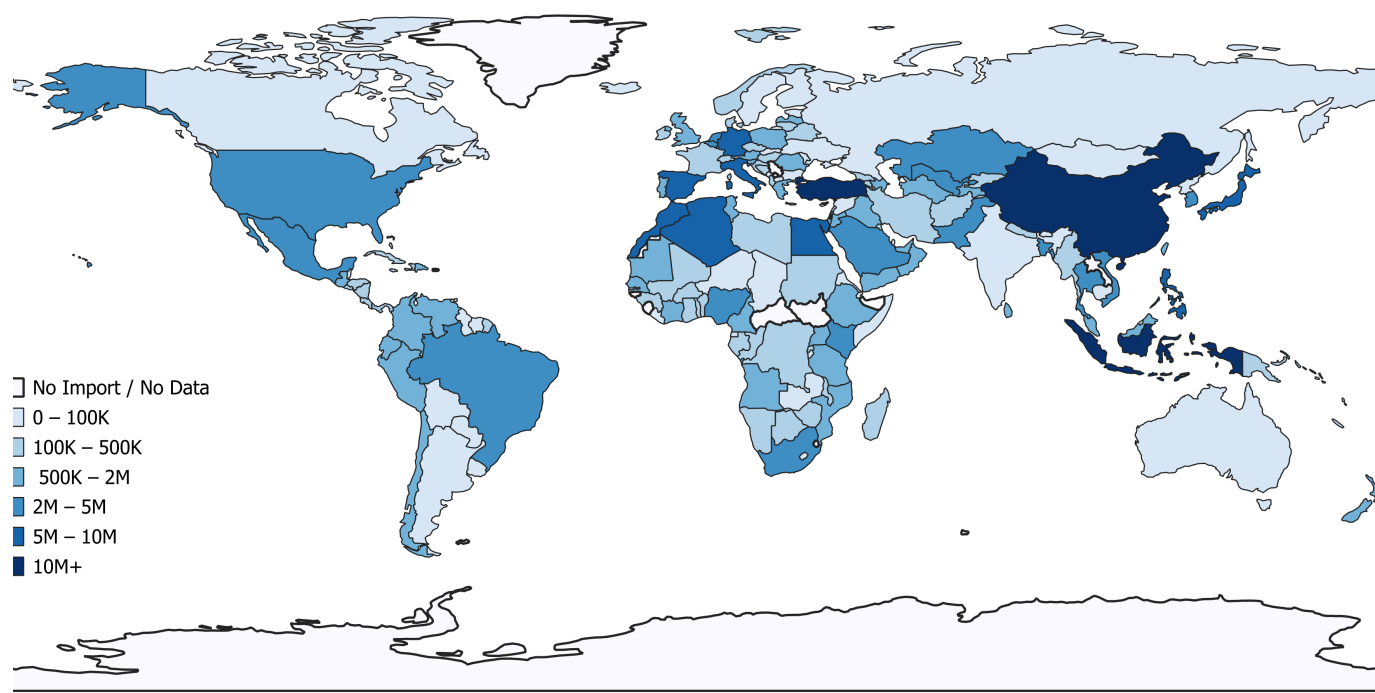 No Import / No Data
0 – 100K
100K – 500K
500K – 2M
2M – 5M
5M – 10M
10M+